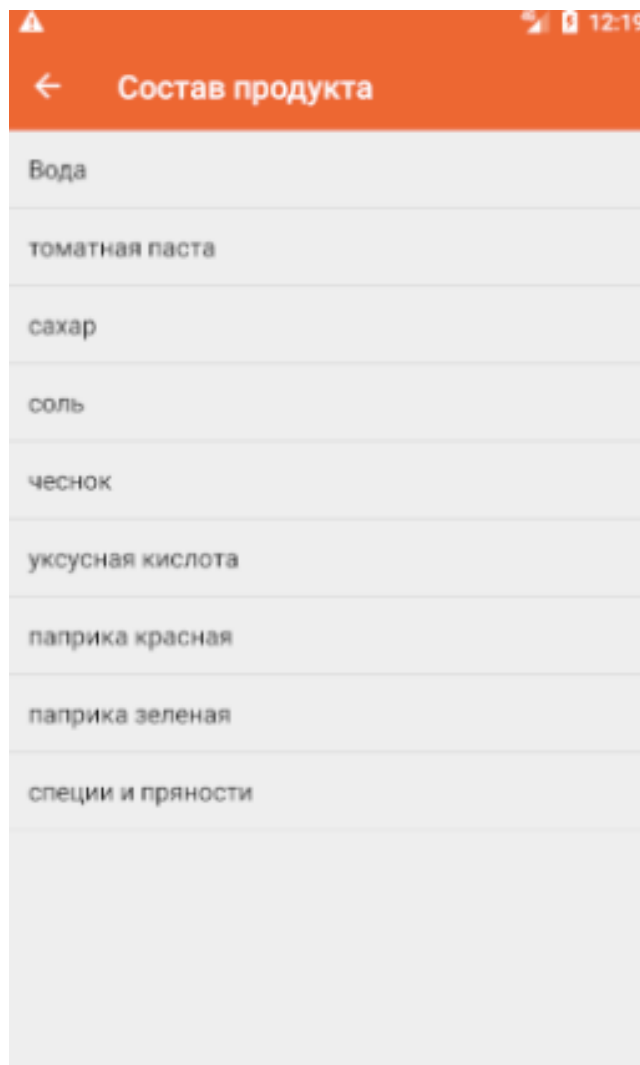 12:19
Состав продукта
Вода
томатная паста
сахар
соль
чеснок
уксусная кислота
паприка красная
паприка зеленая
специи и пряности